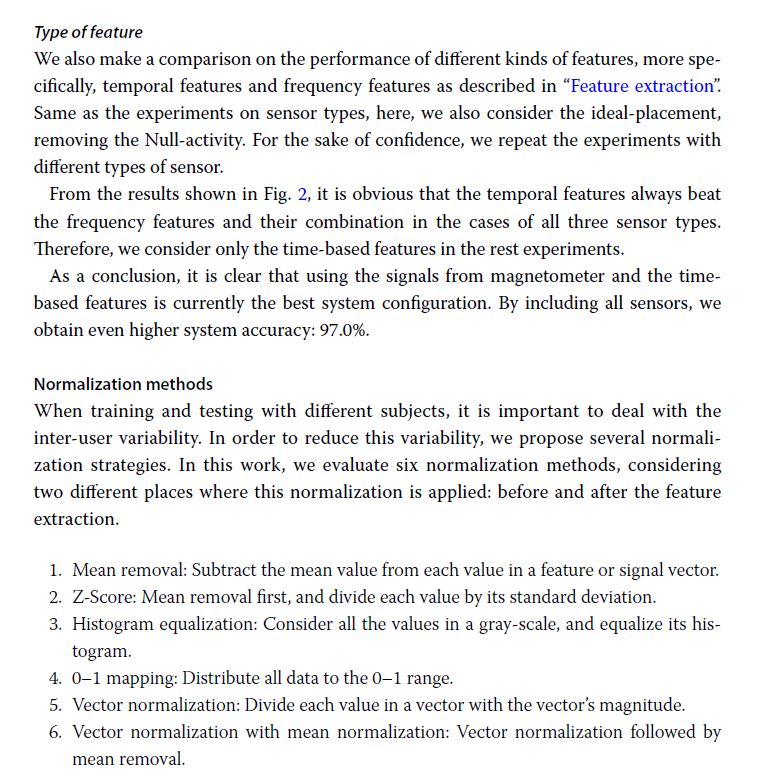 Type of feature
We also make a comparison on the performance of different kinds of features, more spe-
cifically, temporal features and frequency features as described in “Feature extraction”.
Same as the experiments on sensor types, here, we also consider the ideal-placement,
removing the Null-activity. For the sake of confidence, we repeat the experiments with
different types of sensor.
From the results shown in Fig. 2, it is obvious that the temporal features always beat
the frequency features and their combination in the cases of all three sensor types.
Therefore, we consider only the time-based features in the rest experiments.
As a conclusion, it is clear that using the signals from magnetometer and the time-
based features is currently the best system configuration. By including all sensors, we
obtain even higher system accuracy: 97.0%.
Normalization methods
When training and testing with different subjects, it is important to deal with the
inter-user variability. In order to reduce this variability, we propose several normali-
zation strategies. In this work, we evaluate six normalization methods, considering
two different places where this normalization is applied: before and after the feature
extraction.
1. Mean removal: Subtract the mean value from each value in a feature or signal vector.
2. Z-Score: Mean removal first, and divide each value by its standard deviation.
3. Histogram equalization: Consider all the values in a gray-scale, and equalize its his-
togram.
4. 0–1 mapping: Distribute all data to the 0–1 range.
5. Vector normalization: Divide each value in a vector with the vector’s magnitude.
6. Vector normalization with mean normalization: Vector normalization followed by
mean removal.